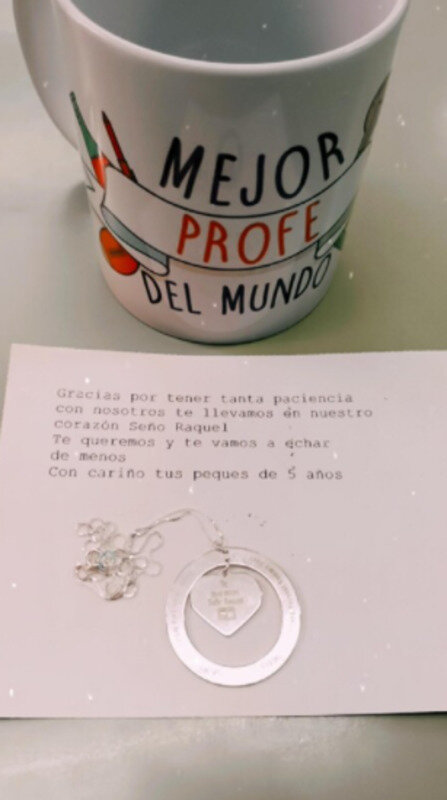 MEJOR
PROFE
DEL MUNDO
Gracias por tener tanta paciencia
con nosotros te llevamos en nuestro
corazón Seño Raquel
Te queremos y te vamos a echar
de menos
Con cariño tus peques de 5 años